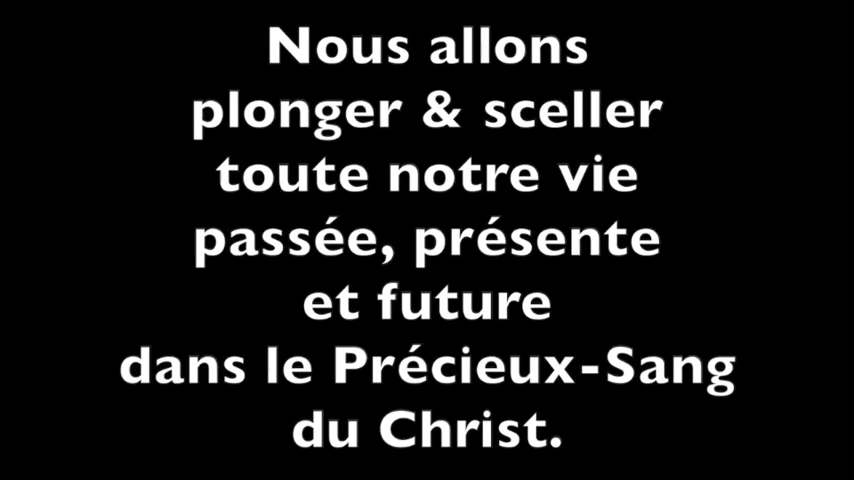 Nous allons
plonger & sceller
toute notre vie
passée, présente
et future
dans le Précieux-Sang
du Christ.